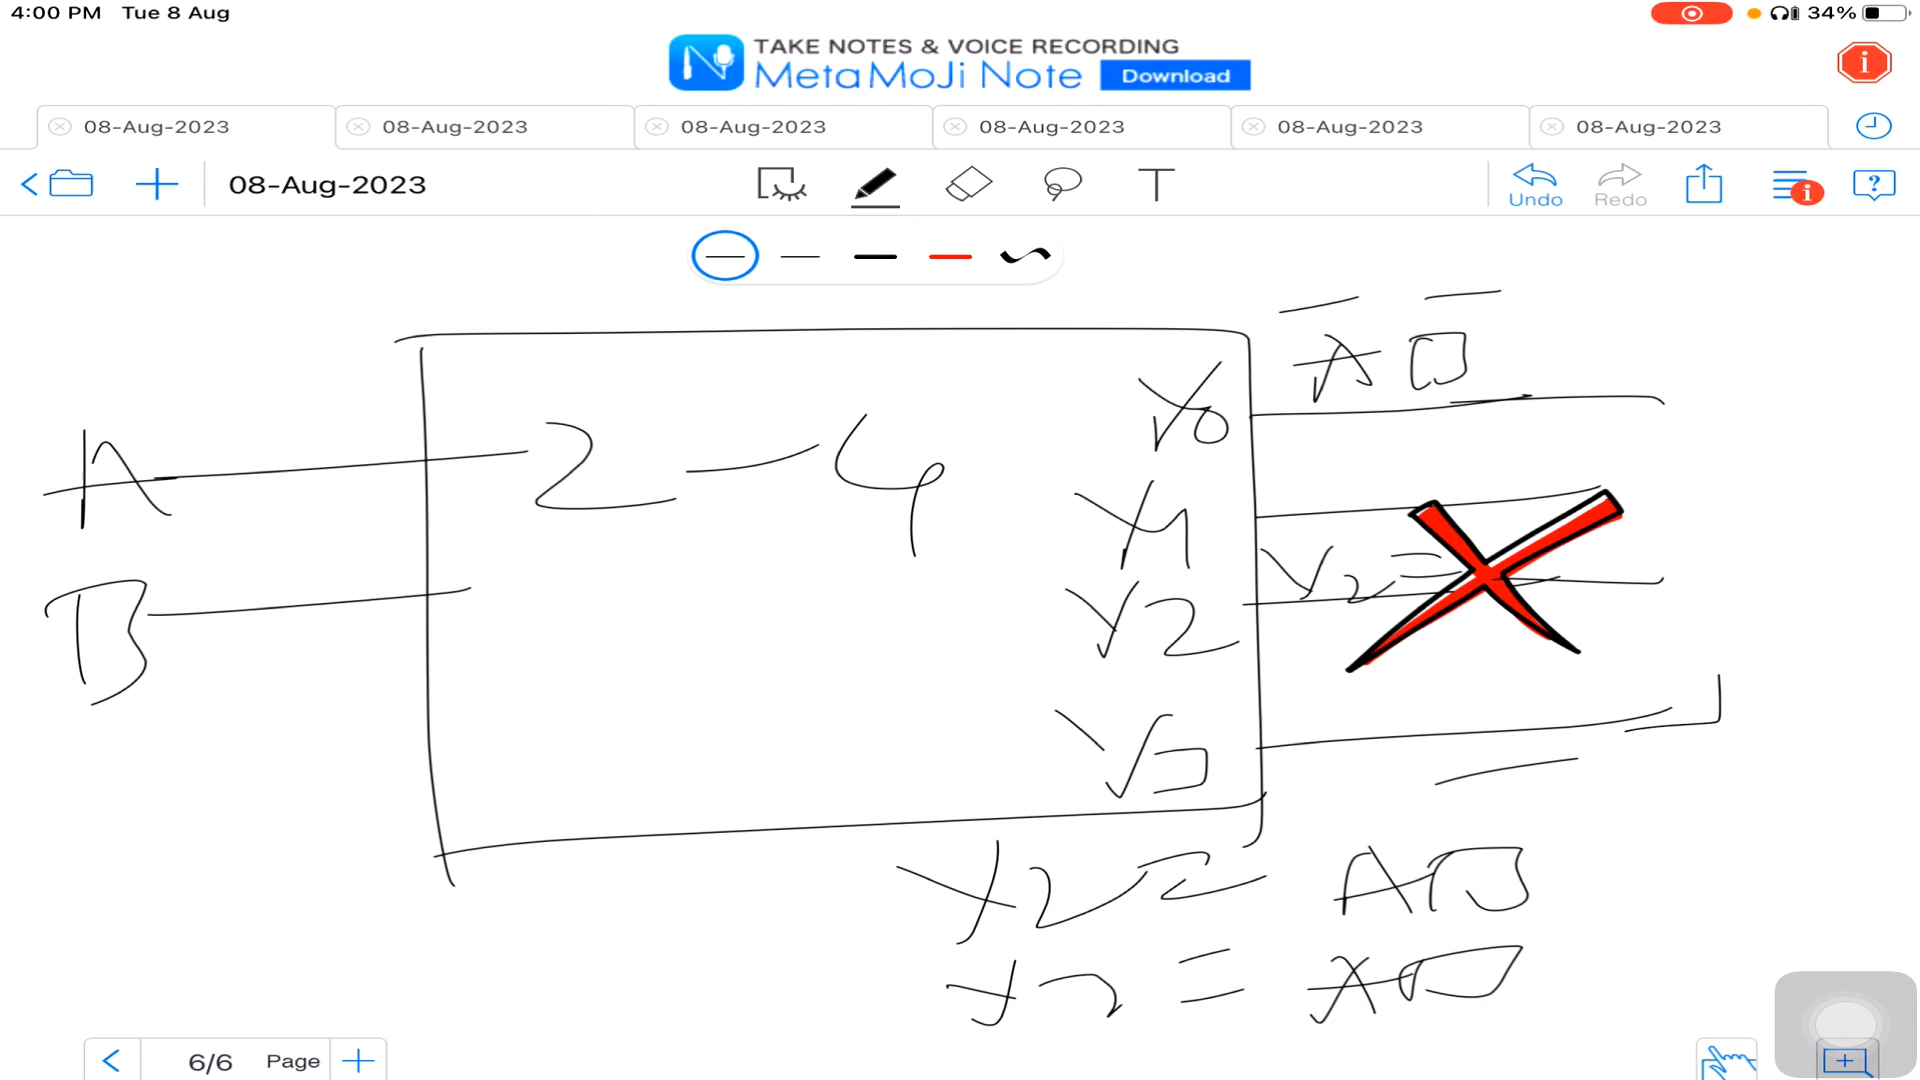 4:00 PM Tue 8 Aug
34%
TAKE NOTES & VOICE RECORDING
MetaMoJi Note Download
08-Aug-2023 08-Aug-2023 08-Aug-2023 08-Aug-2023 08-Aug-2023 08-Aug-2023
08-Aug-2023
T
Undo Redo
A B
Y0
A 2-4
Y1
Y2 =
B Y2
Y3
Y2 = AB
= AB
6/6 Page